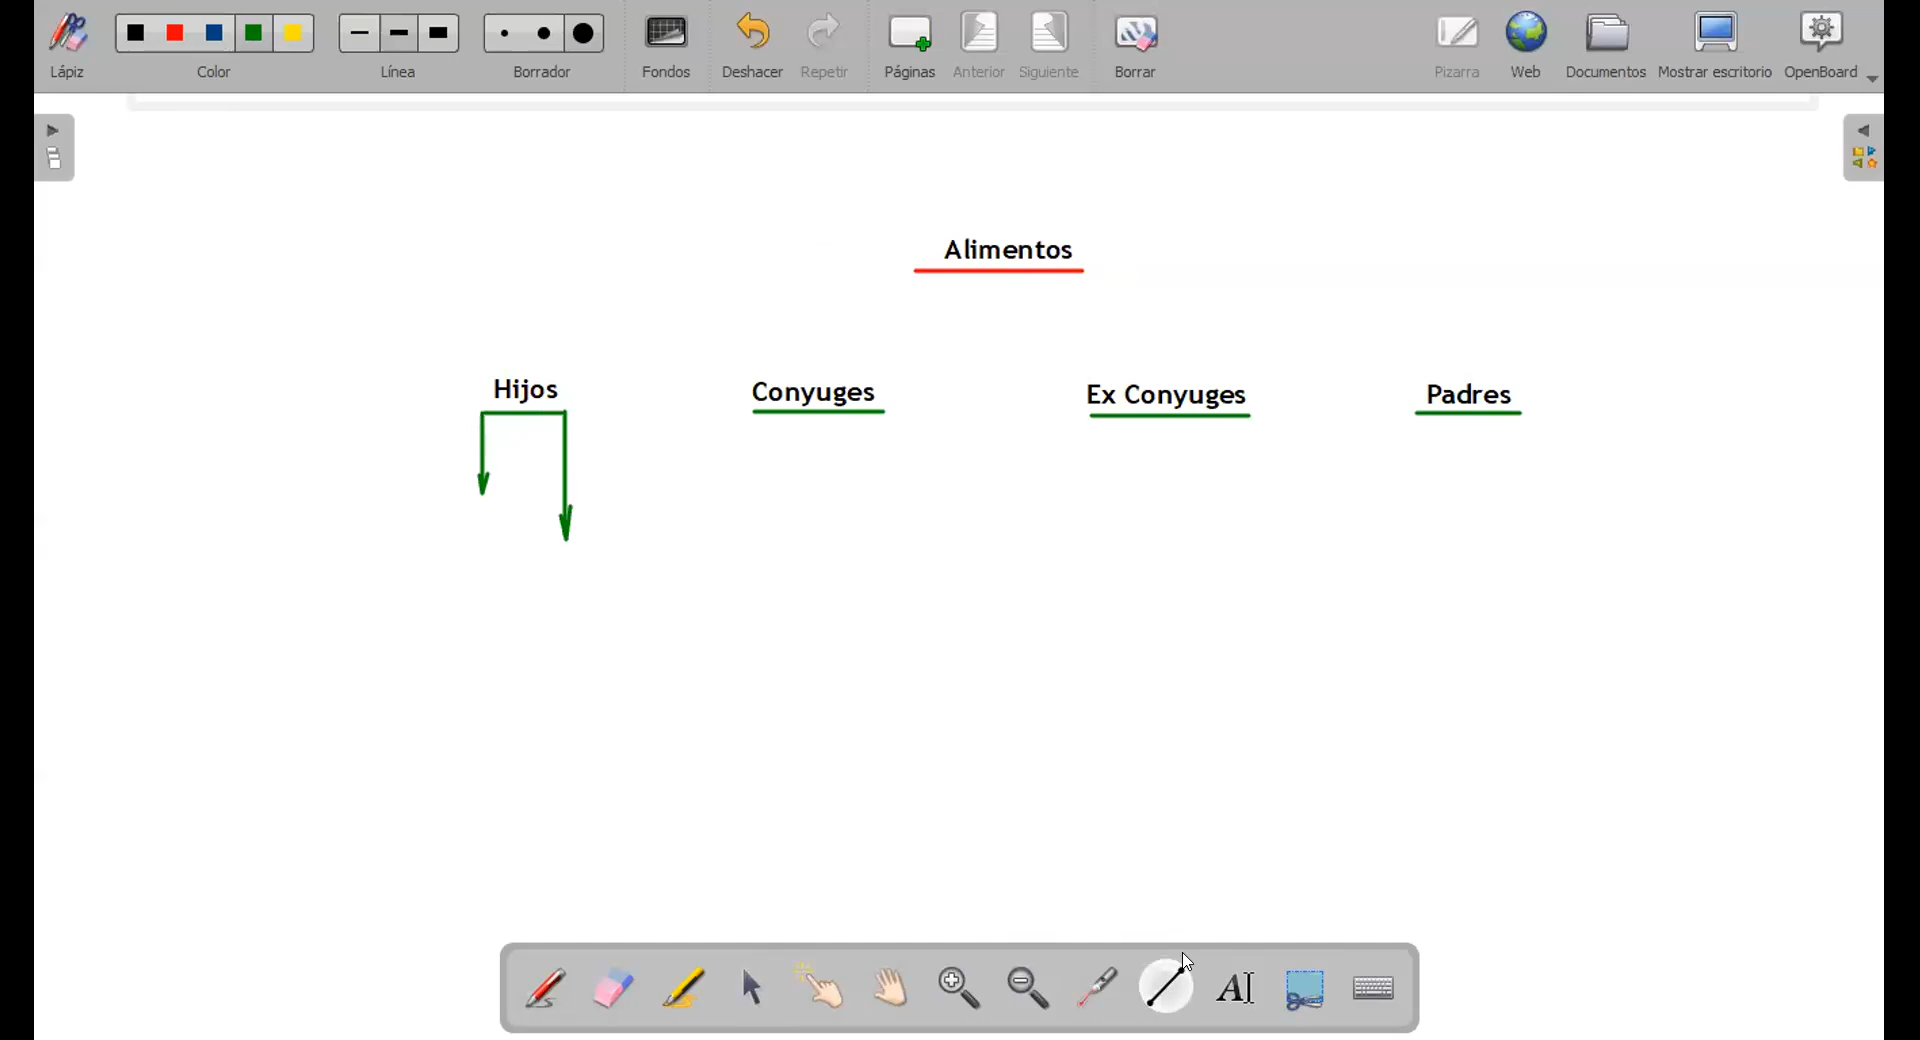 Lápiz Color Línea Borrador Fondos Deshacer Repetir Páginas Anterior Siguiente Borrar Pizarra Web Documentos Mostrar escritorio OpenBoard
Alimentos
Hijos Conyuges Ex Conyuges Padres
AI